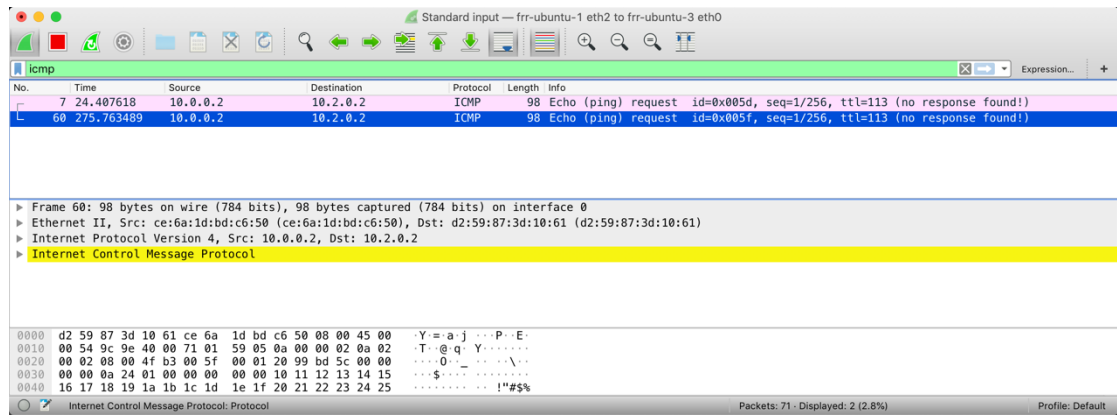 Standard input — frr-ubuntu-1 eth2 to frr-ubuntu-3 eth0
icmp Expression... +
No. Time Source Destination Protocol Length Info
7 24.407618 10.0.0.2 10.2.0.2 ICMP 98 Echo (ping) request id=0x005d, seq=1/256, ttl=113 (no response found!)
60 275.763489 10.0.0.2 10.2.0.2 ICMP 98 Echo (ping) request id=0x005f, seq=1/256, ttl=113 (no response found!)
Frame 60: 98 bytes on wire (784 bits), 98 bytes captured (784 bits) on interface 0
Ethernet II, Src: ce:6a:1d:bd:c6:50 (ce:6a:1d:bd:c6:50), Dst: d2:59:87:3d:10:61 (d2:59:87:3d:10:61)
Internet Protocol Version 4, Src: 10.0.0.2, Dst: 10.2.0.2
Internet Control Message Protocol
0000 d2 59 87 3d 10 61 ce 6a 1d bd c6 50 08 00 45 00 ·Y·=·a·j ···P··E·
0010 00 54 9c 9e 40 00 71 01 59 05 0a 00 00 02 0a 02 ·T··@·q· Y·······
0020 00 02 08 00 4f b3 00 5f 00 01 20 99 bd 5c 00 00 ····O··_ ·· ··\··
0030 00 00 0a 24 01 00 00 00 00 00 10 11 12 13 14 15 ···$···· ········
0040 16 17 18 19 1a 1b 1c 1d 1e 1f 20 21 22 23 24 25 ········ ·· !"#$%
Internet Control Message Protocol: Protocol Packets: 71 · Displayed: 2 (2.8%) Profile: Default